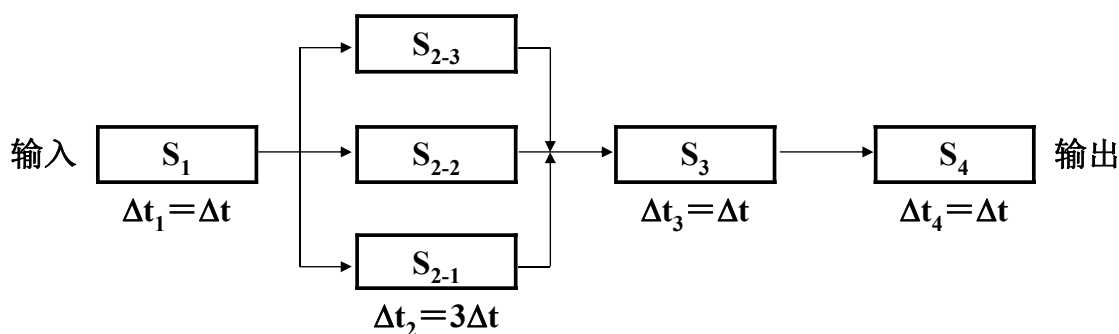 S₂₋₃
输入 S₁ S₂₋₂ S₃ S₄ 输出
Δt₁＝Δt Δt₃＝Δt Δt₄＝Δt
S₂₋₁
Δt₂＝3Δt